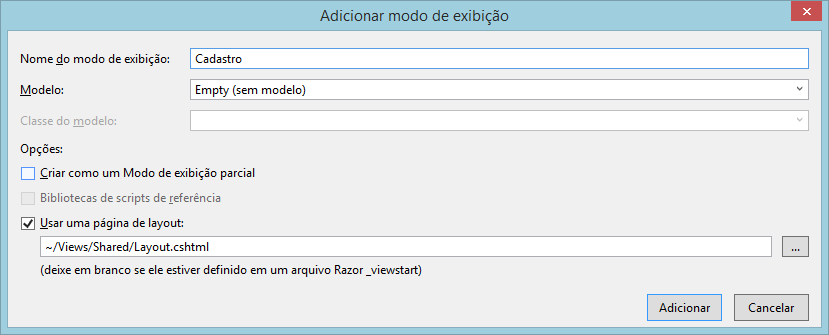 Adicionar modo de exibição
Nome do modo de exibição: Cadastro
Modelo: Empty (sem modelo)
Classe do modelo:
Opções:
Criar como um Modo de exibição parcial
Bibliotecas de scripts de referência
Usar uma página de layout:
~/Views/Shared/Layout.cshtml ...
(deixe em branco se ele estiver definido em um arquivo Razor _viewstart)
Adicionar Cancelar